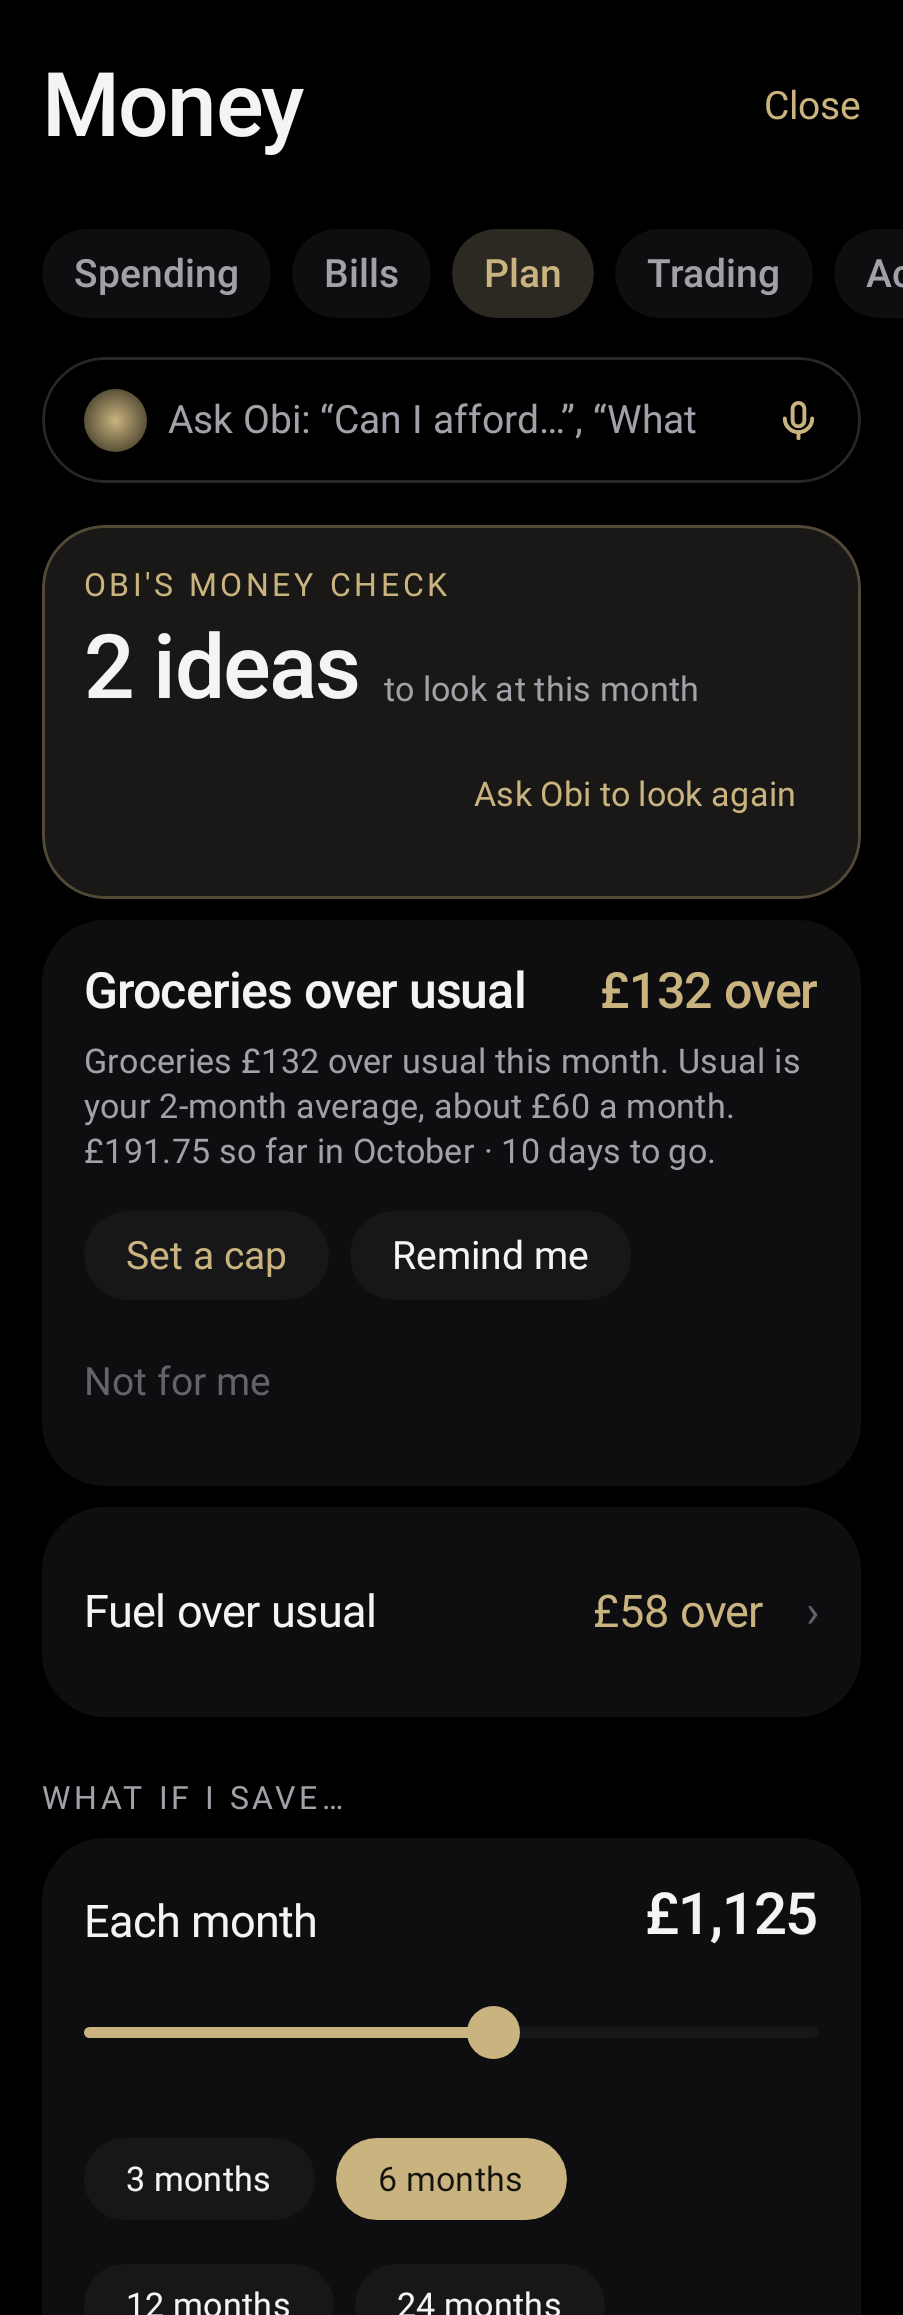 Money
Close
Spending
Bills
Plan
Trading
Ac
Ask Obi: “Can I afford…”, “What
OBI'S MONEY CHECK
2 ideas to look at this month
Ask Obi to look again
Groceries over usual £132 over
Groceries £132 over usual this month. Usual is
your 2-month average, about £60 a month.
£191.75 so far in October · 10 days to go.
Set a cap
Remind me
Not for me
Fuel over usual £58 over ›
WHAT IF I SAVE…
Each month £1,125
3 months
6 months
12 months
24 months